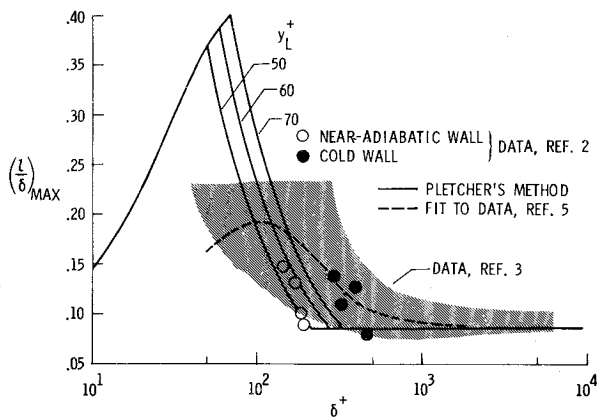 .40
.35
.30
.25
.20
.15
.10
.05
(l/δ)MAX
y_L^+
50
60
70
○ NEAR-ADIABATIC WALL
● COLD WALL
} DATA, REF. 2
PLETCHER'S METHOD
FIT TO DATA, REF. 5
DATA, REF. 3
10^1
10^2
10^3
10^4
δ^+